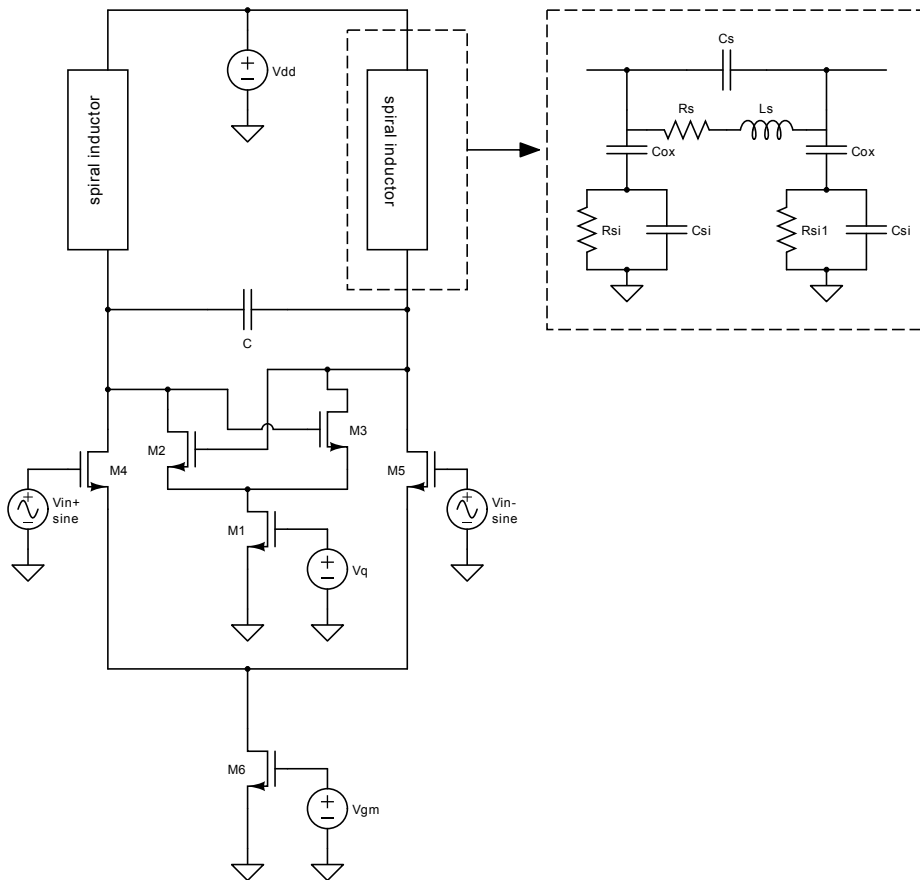 spiral inductor
Vdd
spiral inductor
Cs
Rs
Ls
Cox
Cox
Rsi
Csi
Rsi1
Csi
C
M4
M2
M3
M5
Vin+
sine
Vin-
sine
M1
Vq
M6
Vgm